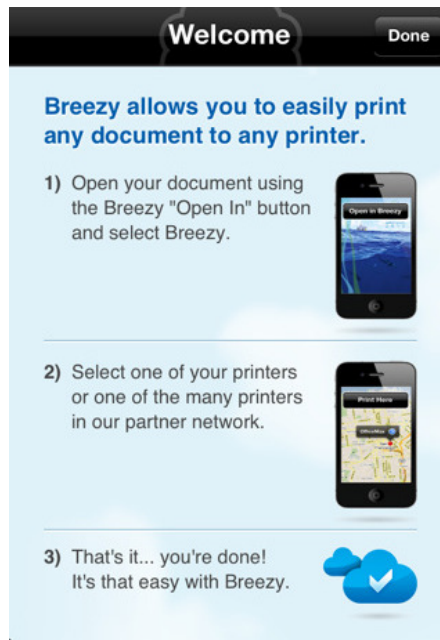 Welcome
Done
Breezy allows you to easily print
any document to any printer.
1) Open your document using
the Breezy "Open In" button
and select Breezy.
Open in Breezy
2) Select one of your printers
or one of the many printers
in our partner network.
Print Here
OfficeMax
3) That's it... you're done!
It's that easy with Breezy.